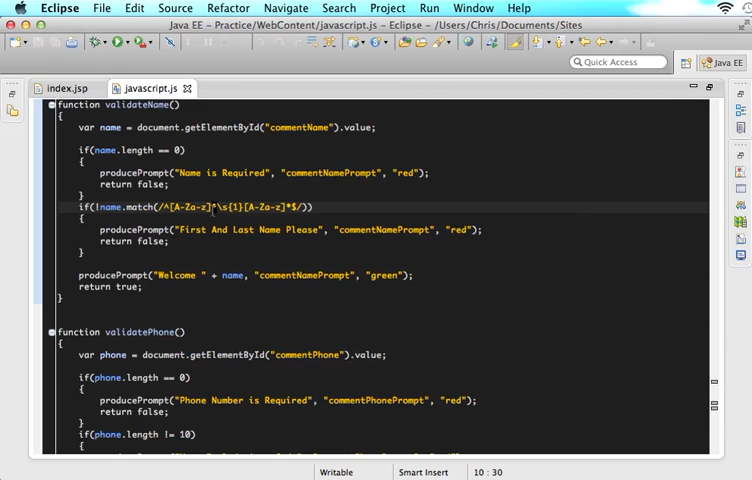 Eclipse File Edit Source Refactor Navigate Search Project Run Window Help
Java EE - Practice/WebContent/javascript.js - Eclipse - /Users/Chris/Documents/Sites
Quick Access
Java EE
index.jsp
javascript.js
function validateName()
{
var name = document.getElementById("commentName").value;
if(name.length == 0)
{
producePrompt("Name is Required", "commentNamePrompt", "red");
return false;
}
if(!name.match(/^[A-Za-z]*\s{1}[A-Za-z]*$/))
{
producePrompt("First And Last Name Please", "commentNamePrompt", "red");
return false;
}
producePrompt("Welcome " + name, "commentNamePrompt", "green");
return true;
}
function validatePhone()
{
var phone = document.getElementById("commentPhone").value;
if(phone.length == 0)
{
producePrompt("Phone Number is Required", "commentPhonePrompt", "red");
return false;
}
if(phone.length != 10)
{
Writable
Smart Insert
10 : 30